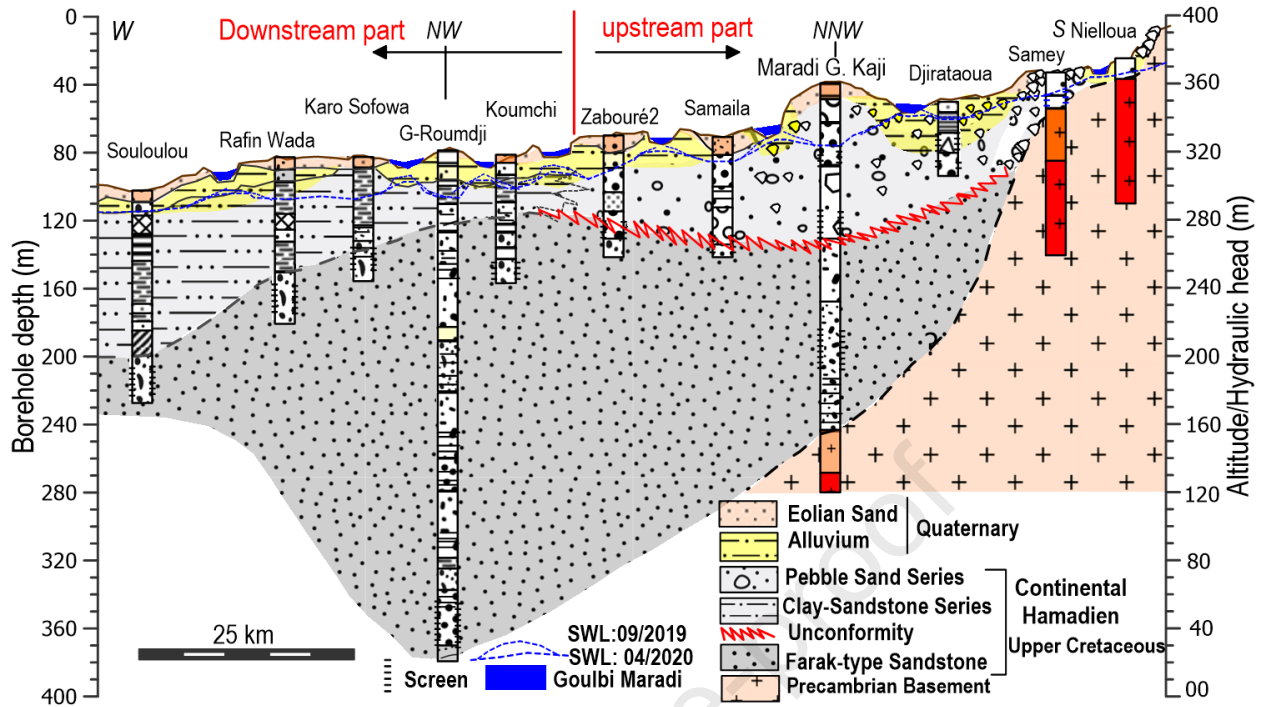 W
Downstream part
NW
upstream part
NNW
S
Nielloua
Samey
Maradi G. Kaji
Djirataoua
Karo Sofowa
Koumchi
Zabouré2
Samaila
Rafin Wada
G-Roumdji
Souloulou
Borehole depth (m)
0
40
80
120
160
200
240
280
320
360
400
Altitude/Hydraulic head (m)
400
360
320
280
240
200
160
120
80
40
00
25 km
Screen
SWL:09/2019
SWL: 04/2020
Goulbi Maradi
Eolian Sand
Alluvium
Quaternary
Pebble Sand Series
Clay-Sandstone Series
Unconformity
Farak-type Sandstone
Precambrian Basement
Continental
Hamadien
Upper Cretaceous
e-proof